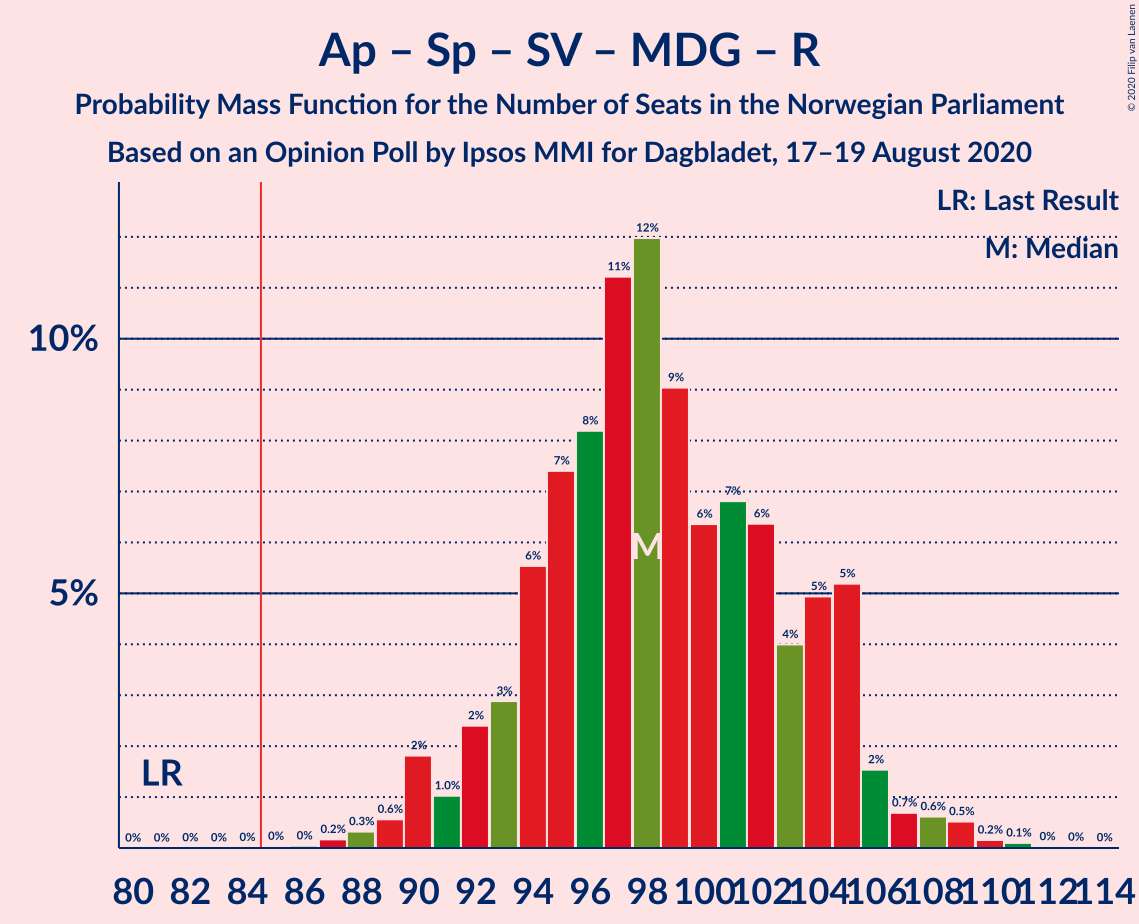 Ap – Sp – SV – MDG – R
Probability Mass Function for the Number of Seats in the Norwegian Parliament
Based on an Opinion Poll by Ipsos MMI for Dagbladet, 17–19 August 2020
© 2020 Filip van Laenen
LR: Last Result
M: Median
10%
5%
LR
M
0% 0% 0% 0% 0% 0% 0% 0.2% 0.3% 0.6% 2% 1.0% 2% 3% 6% 7% 8% 11% 12% 9% 6% 7% 6% 4% 5% 5% 2% 0.7% 0.6% 0.5% 0.2% 0.1% 0% 0% 0%
80 82 84 86 88 90 92 94 96 98 100 102 104 106 108 110 112 114